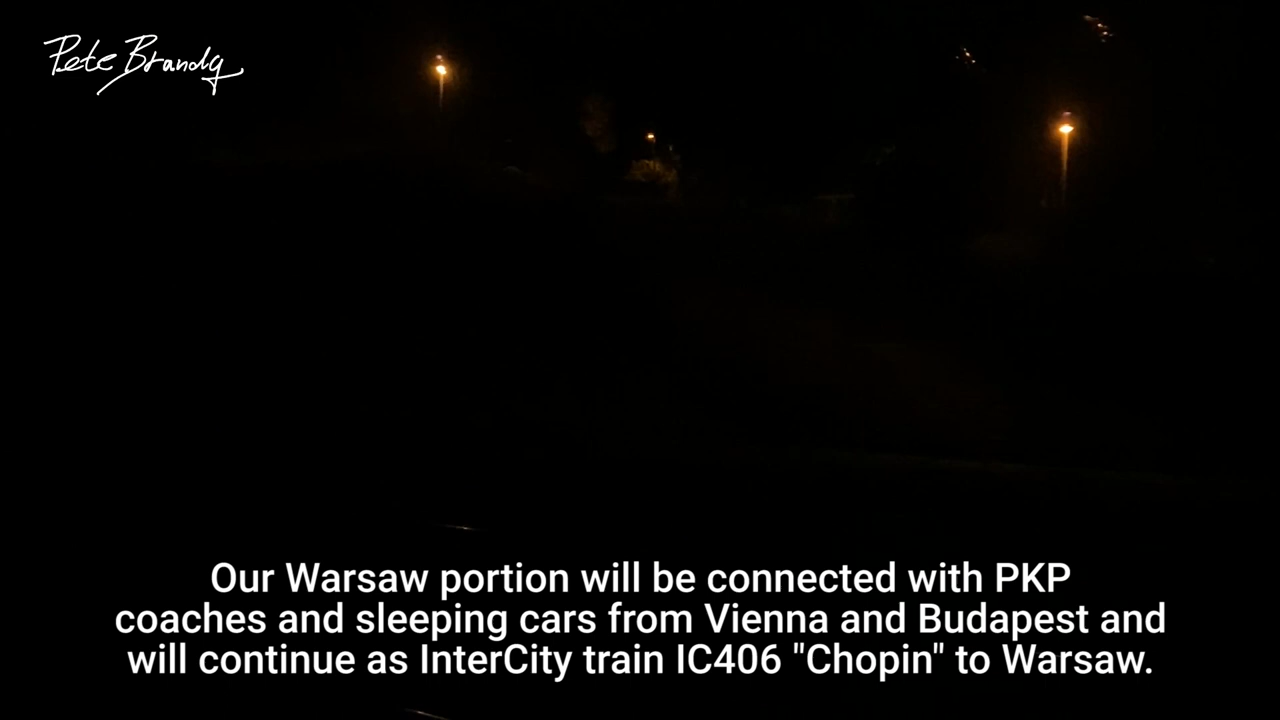 Pete Brandy
Our Warsaw portion will be connected with PKP
coaches and sleeping cars from Vienna and Budapest and
will continue as InterCity train IC406 "Chopin" to Warsaw.